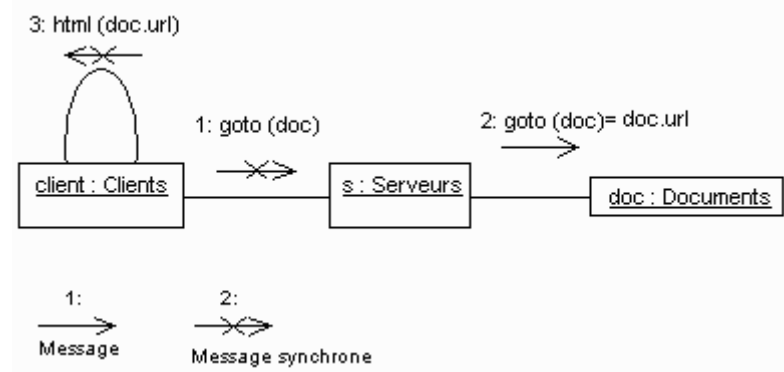 3: html (doc.url)
1: goto (doc)
2: goto (doc)= doc.url
client : Clients
s : Serveurs
doc : Documents
1:
2:
Message
Message synchrone